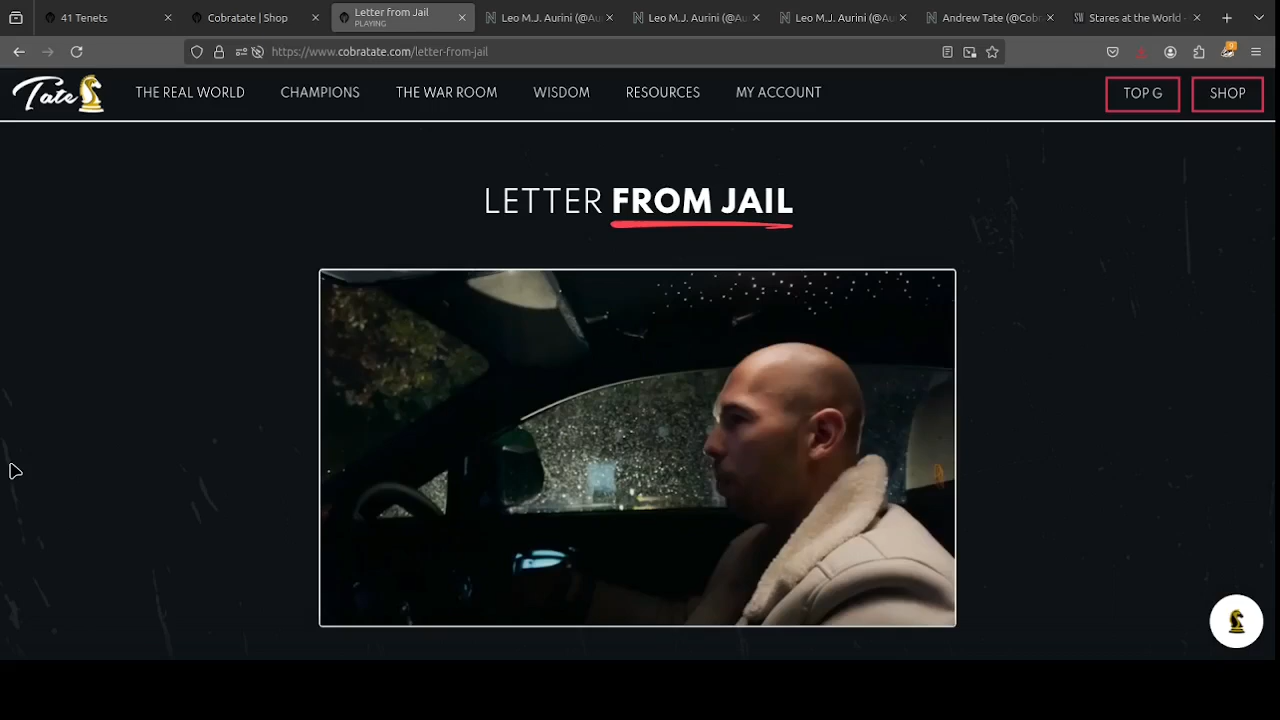 41 Tenets
Cobratate | Shop
Letter from Jail
PLAYING
Leo M.J. Aurini (@Au
Leo M.J. Aurini (@Au
Leo M.J. Aurini (@Au
Andrew Tate (@Cob
Stares at the World -
https://www.cobratate.com/letter-from-jail
Tate
THE REAL WORLD
CHAMPIONS
THE WAR ROOM
WISDOM
RESOURCES
MY ACCOUNT
TOP G
SHOP
LETTER FROM JAIL